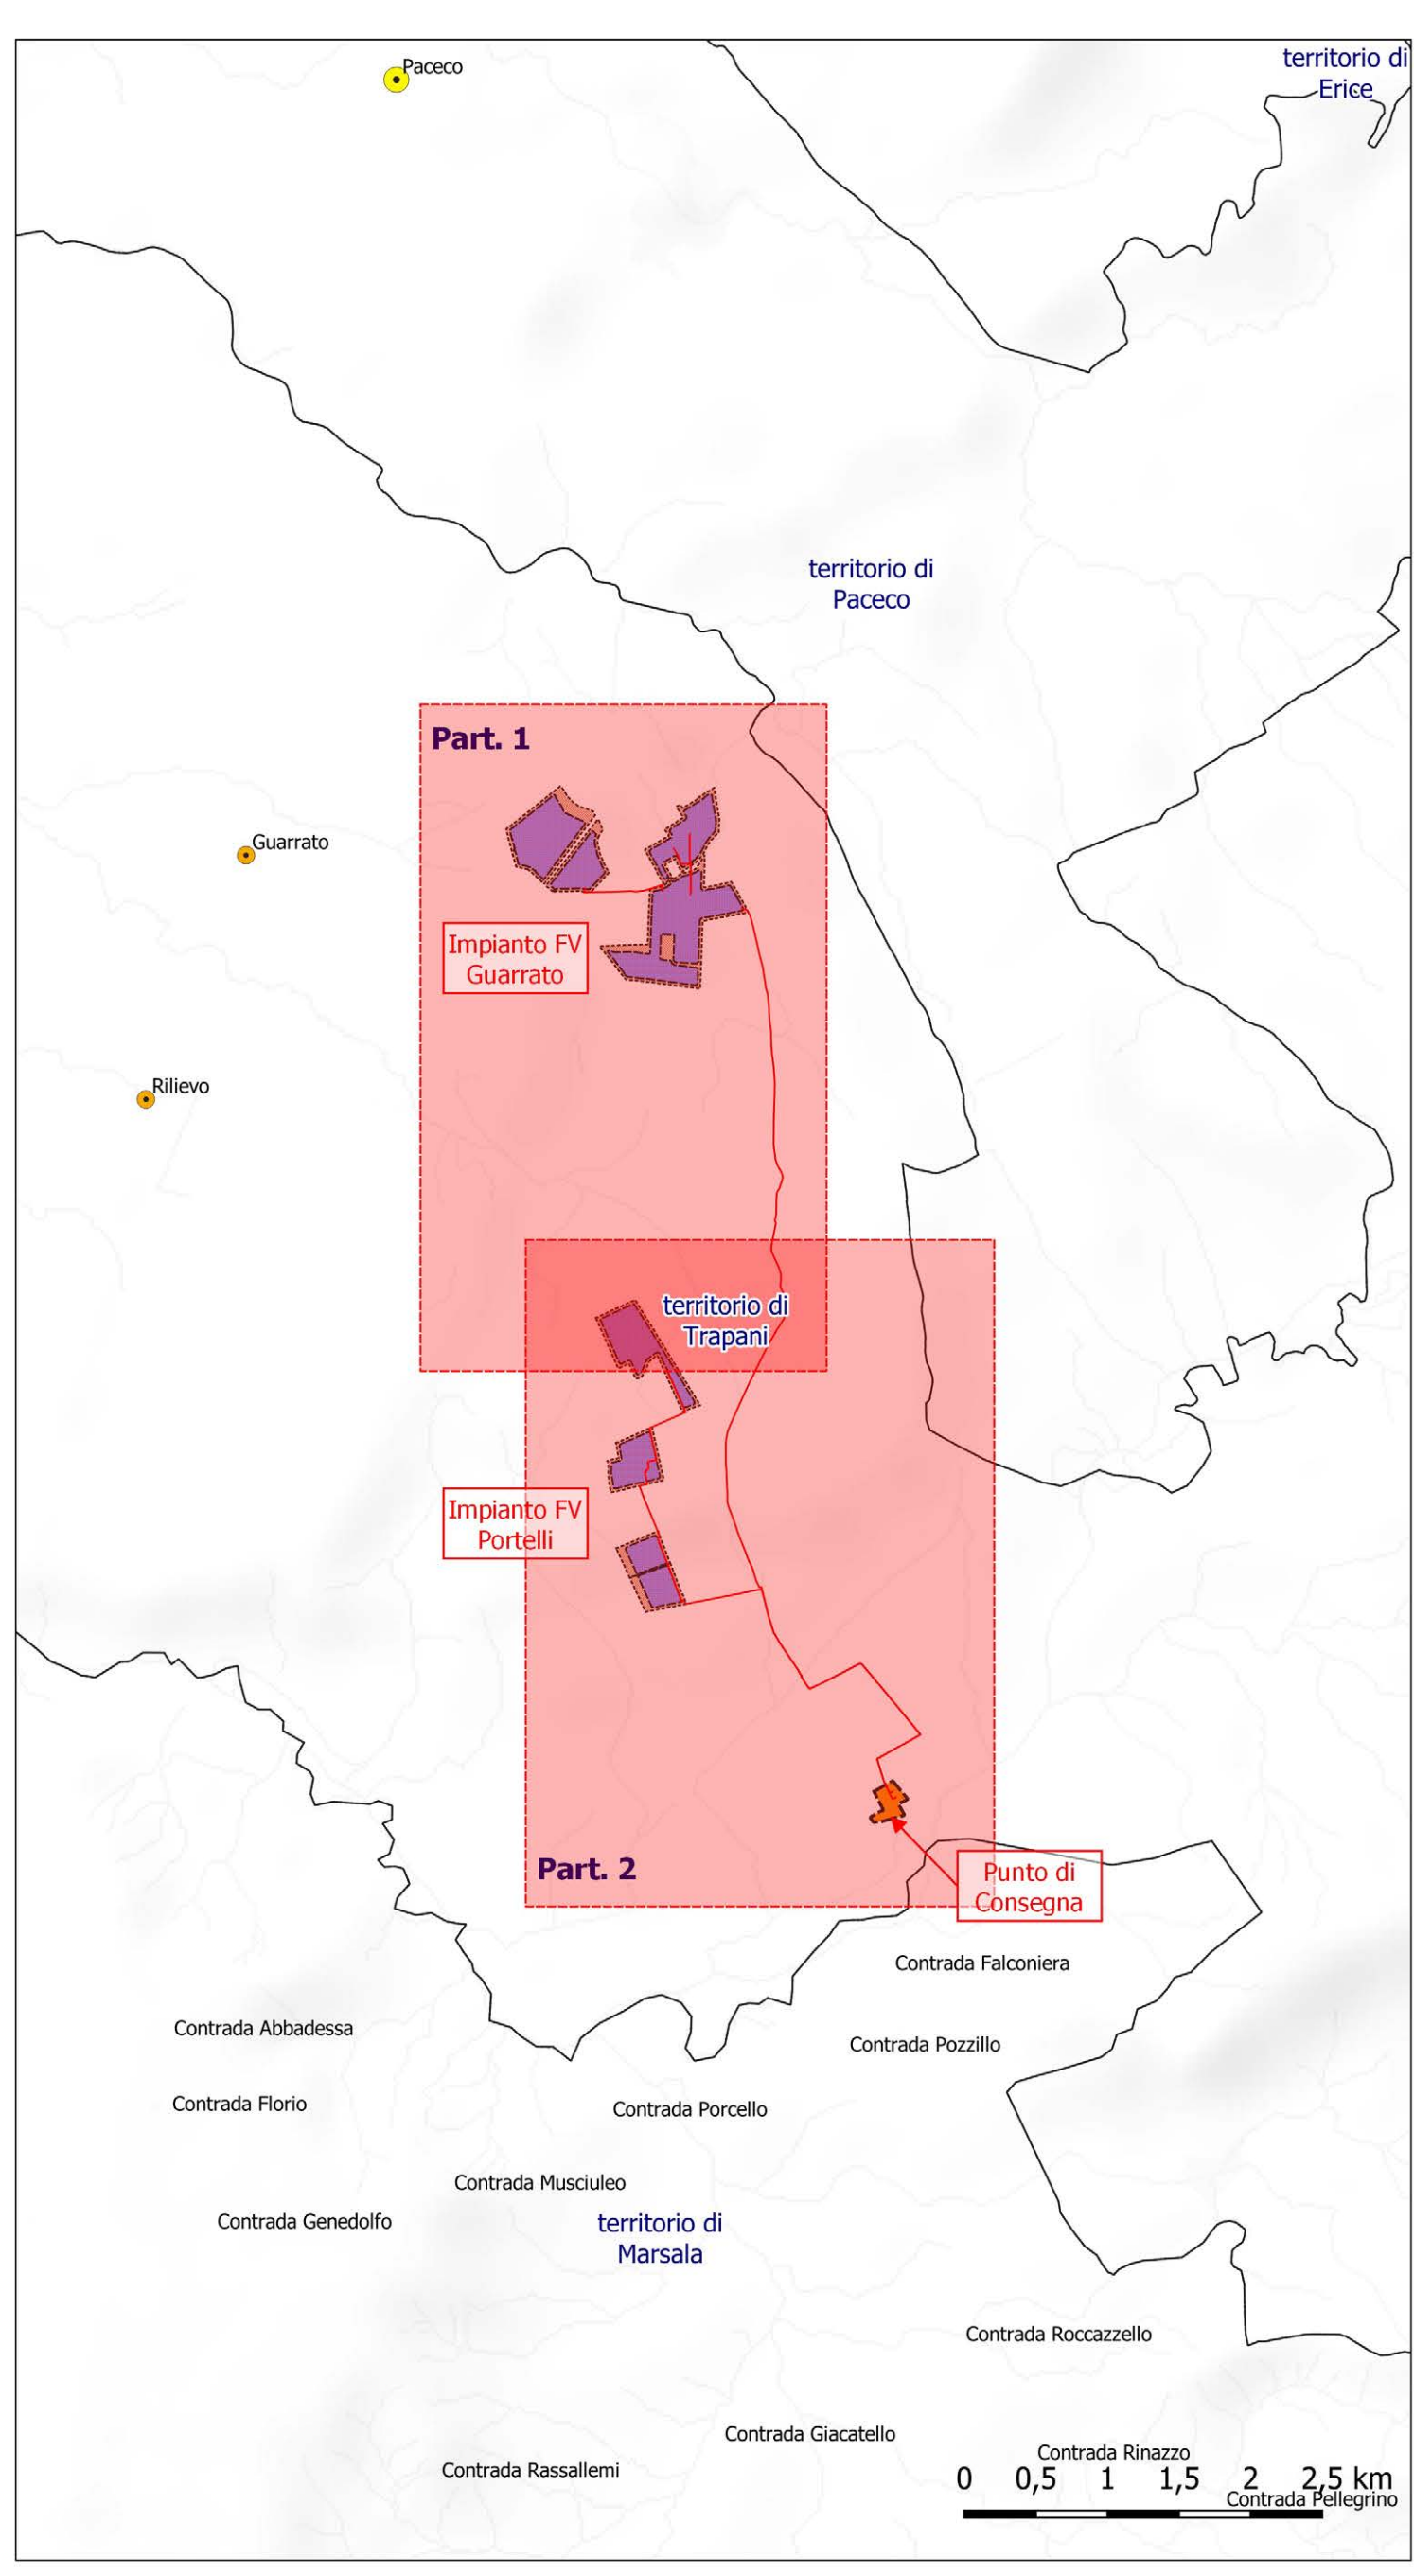 Paceco
territorio di
Erice
territorio di
Paceco
Part. 1
Guarrato
Impianto FV
Guarrato
Rilievo
territorio di
Trapani
Impianto FV
Portelli
Part. 2
Punto di
Consegna
Contrada Falconiera
Contrada Abbadessa
Contrada Pozzillo
Contrada Florio
Contrada Porcello
Contrada Musciuleo
Contrada Genedolfo
territorio di
Marsala
Contrada Roccazzello
Contrada Giacatello
Contrada Rinazzo
Contrada Rassallemi
0 0,5 1 1,5 2 2,5 km
Contrada Pellegrino